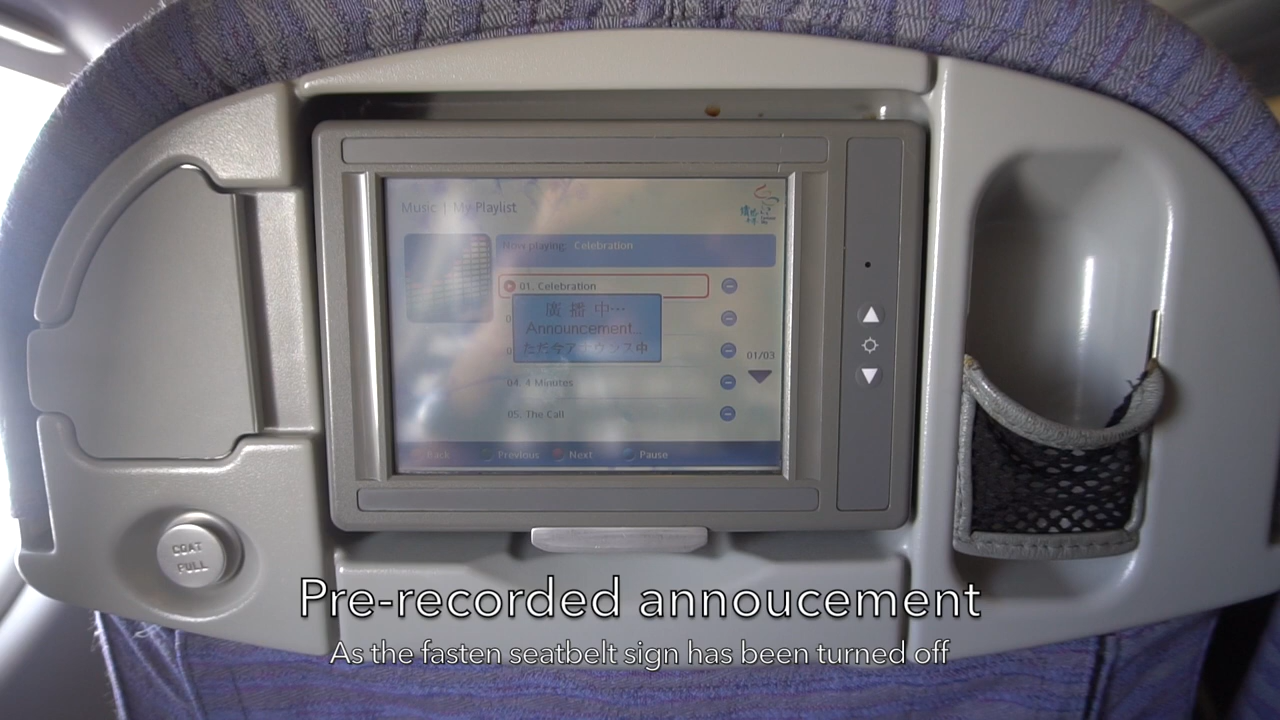 Music | My Playlist
Now playing: Celebration
01. Celebration
廣 播 中⋯
Announcement...
ただ今アナウンス中
04. 4 Minutes
01/03
05. The Call
Back Previous Next Pause
COAT
PULL
Pre-recorded annoucement
As the fasten seatbelt sign has been turned off